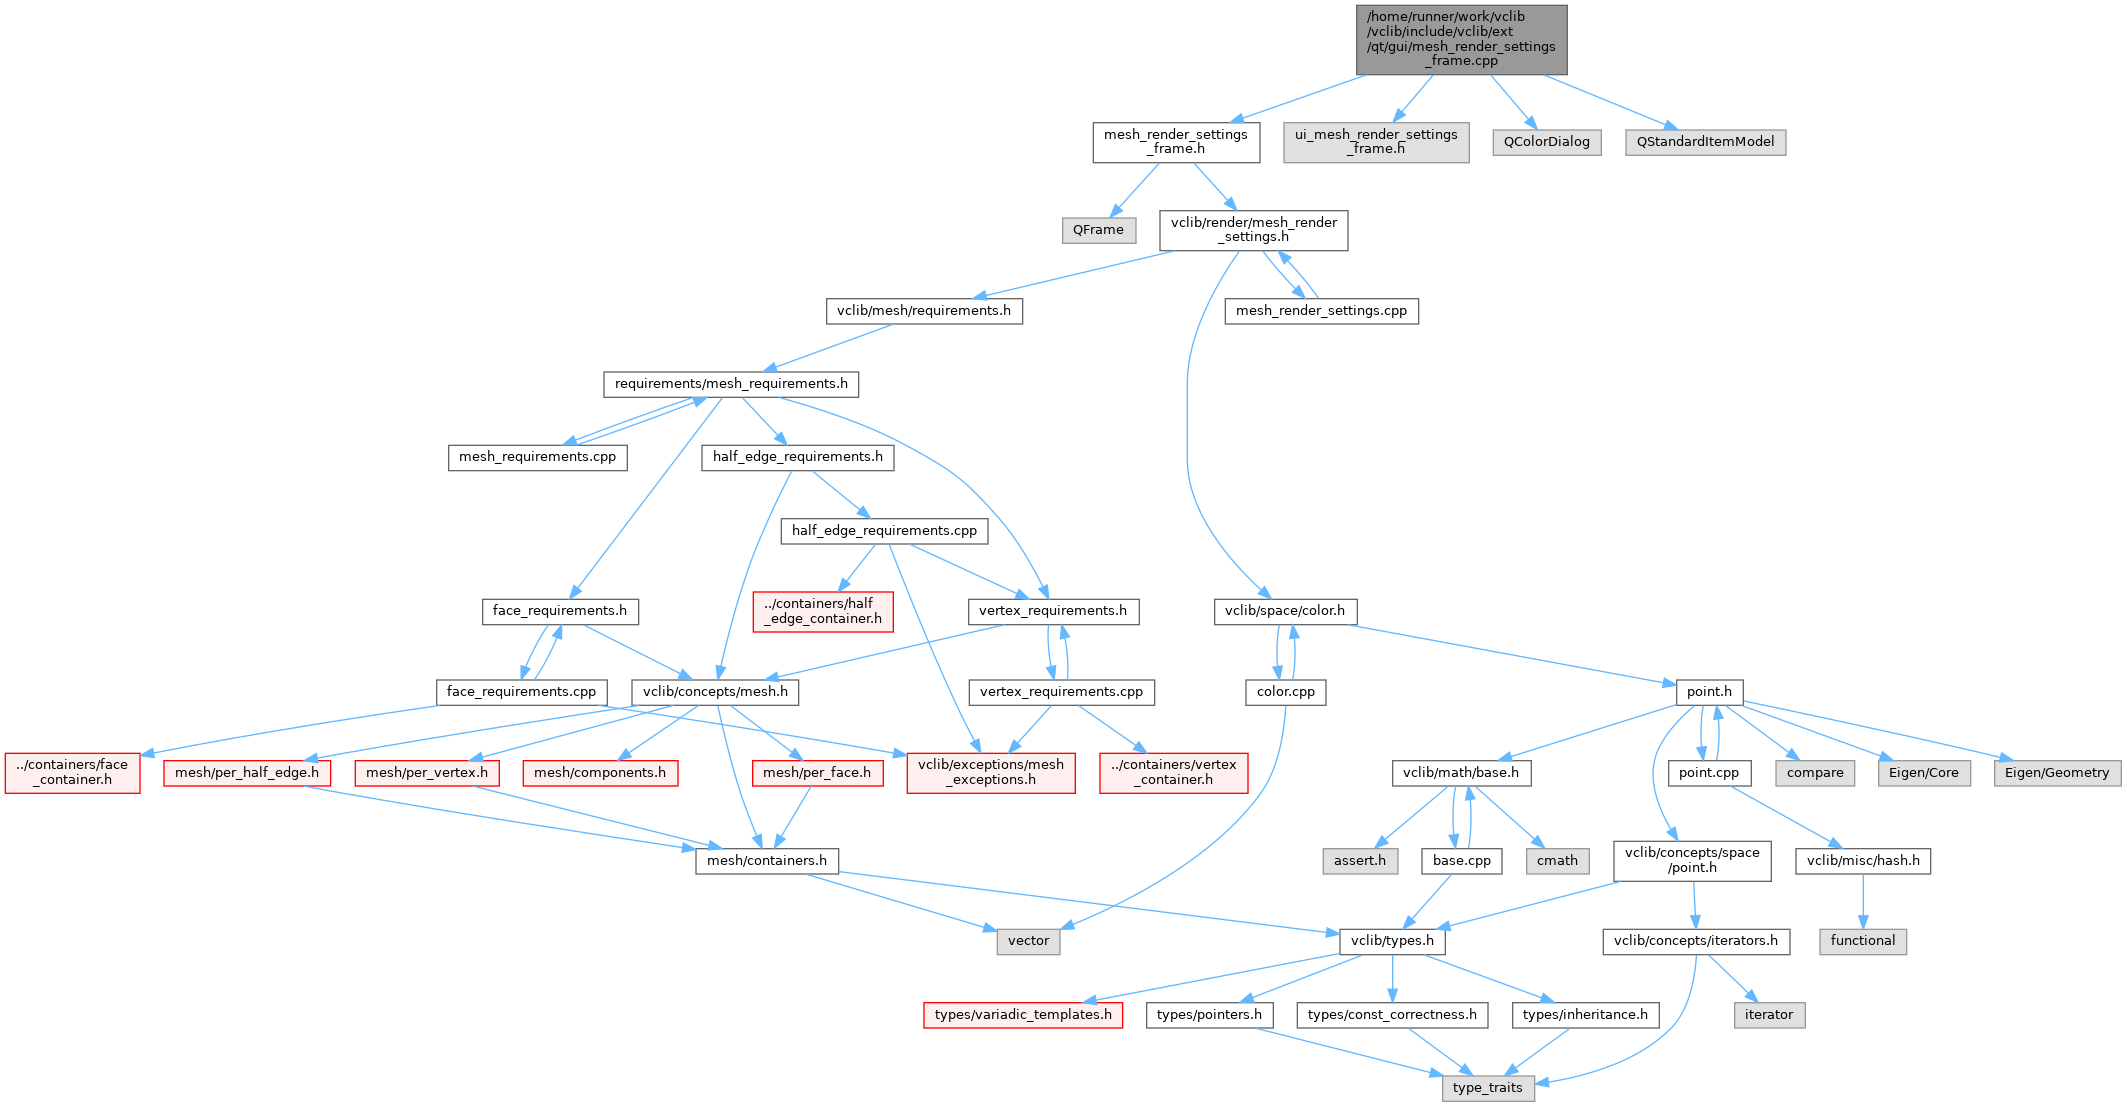 /home/runner/work/vclib
/vclib/include/vclib/ext
/qt/gui/mesh_render_settings
_frame.cpp
mesh_render_settings
_frame.h
ui_mesh_render_settings
_frame.h
QColorDialog
QStandardItemModel
QFrame
vclib/render/mesh_render
_settings.h
vclib/mesh/requirements.h
mesh_render_settings.cpp
requirements/mesh_requirements.h
mesh_requirements.cpp
half_edge_requirements.h
half_edge_requirements.cpp
face_requirements.h
../containers/half
_edge_container.h
vertex_requirements.h
vclib/space/color.h
face_requirements.cpp
vclib/concepts/mesh.h
vertex_requirements.cpp
color.cpp
point.h
../containers/face
_container.h
mesh/per_half_edge.h
mesh/per_vertex.h
mesh/components.h
mesh/per_face.h
vclib/exceptions/mesh
_exceptions.h
../containers/vertex
_container.h
vclib/math/base.h
point.cpp
compare
Eigen/Core
Eigen/Geometry
mesh/containers.h
assert.h
base.cpp
cmath
vclib/concepts/space
/point.h
vclib/misc/hash.h
vector
vclib/types.h
vclib/concepts/iterators.h
functional
types/variadic_templates.h
types/pointers.h
types/const_correctness.h
types/inheritance.h
iterator
type_traits